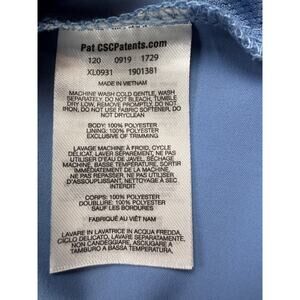 Pat CSCPatents.com
120 0919 1729
XL0931 1901381
MADE IN VIETNAM
MACHINE WASH COLD GENTLE, WASH
SEPARATELY, DO NOT BLEACH, TUMBLE
DRY LOW, REMOVE PROMPTLY, DO NOT
IRON, DO NOT USE FABRIC SOFTENER, DO
NOT DRYCLEAN
BODY: 100% POLYESTER
LINING: 100% POLYESTER
EXCLUSIVE OF TRIMMING
LAVAGE MACHINE À FROID, CYCLE
DELICAT, LAVER SÉPARÉMENT, NE PAS
UTILISER D'EAU DE JAVEL, SÉCHAGE
MACHINE, BASSE TEMPÉRATURE, SORTIR
IMMÉDIATEMENT DE LA MACHINE, NE
PAS REPASSER, NE PAS UTILISER
D'ASSOUPLISSANT, NETTOYAGE À SEC
INTERDIT
CORPS: 100% POLYESTER
DOUBLURE: 100% POLYESTER
SAUF LES BORDURES
FABRIQUÉ AU VIÊT NAM
LAVARE IN LAVATRICE IN ACQUA FREDDA,
CICLO DELICATO, LAVARE SEPARATAMENTE,
NON CANDEGGIARE, ASCIUGARE A
TAMBURO A BASSA TEMPERATURA,